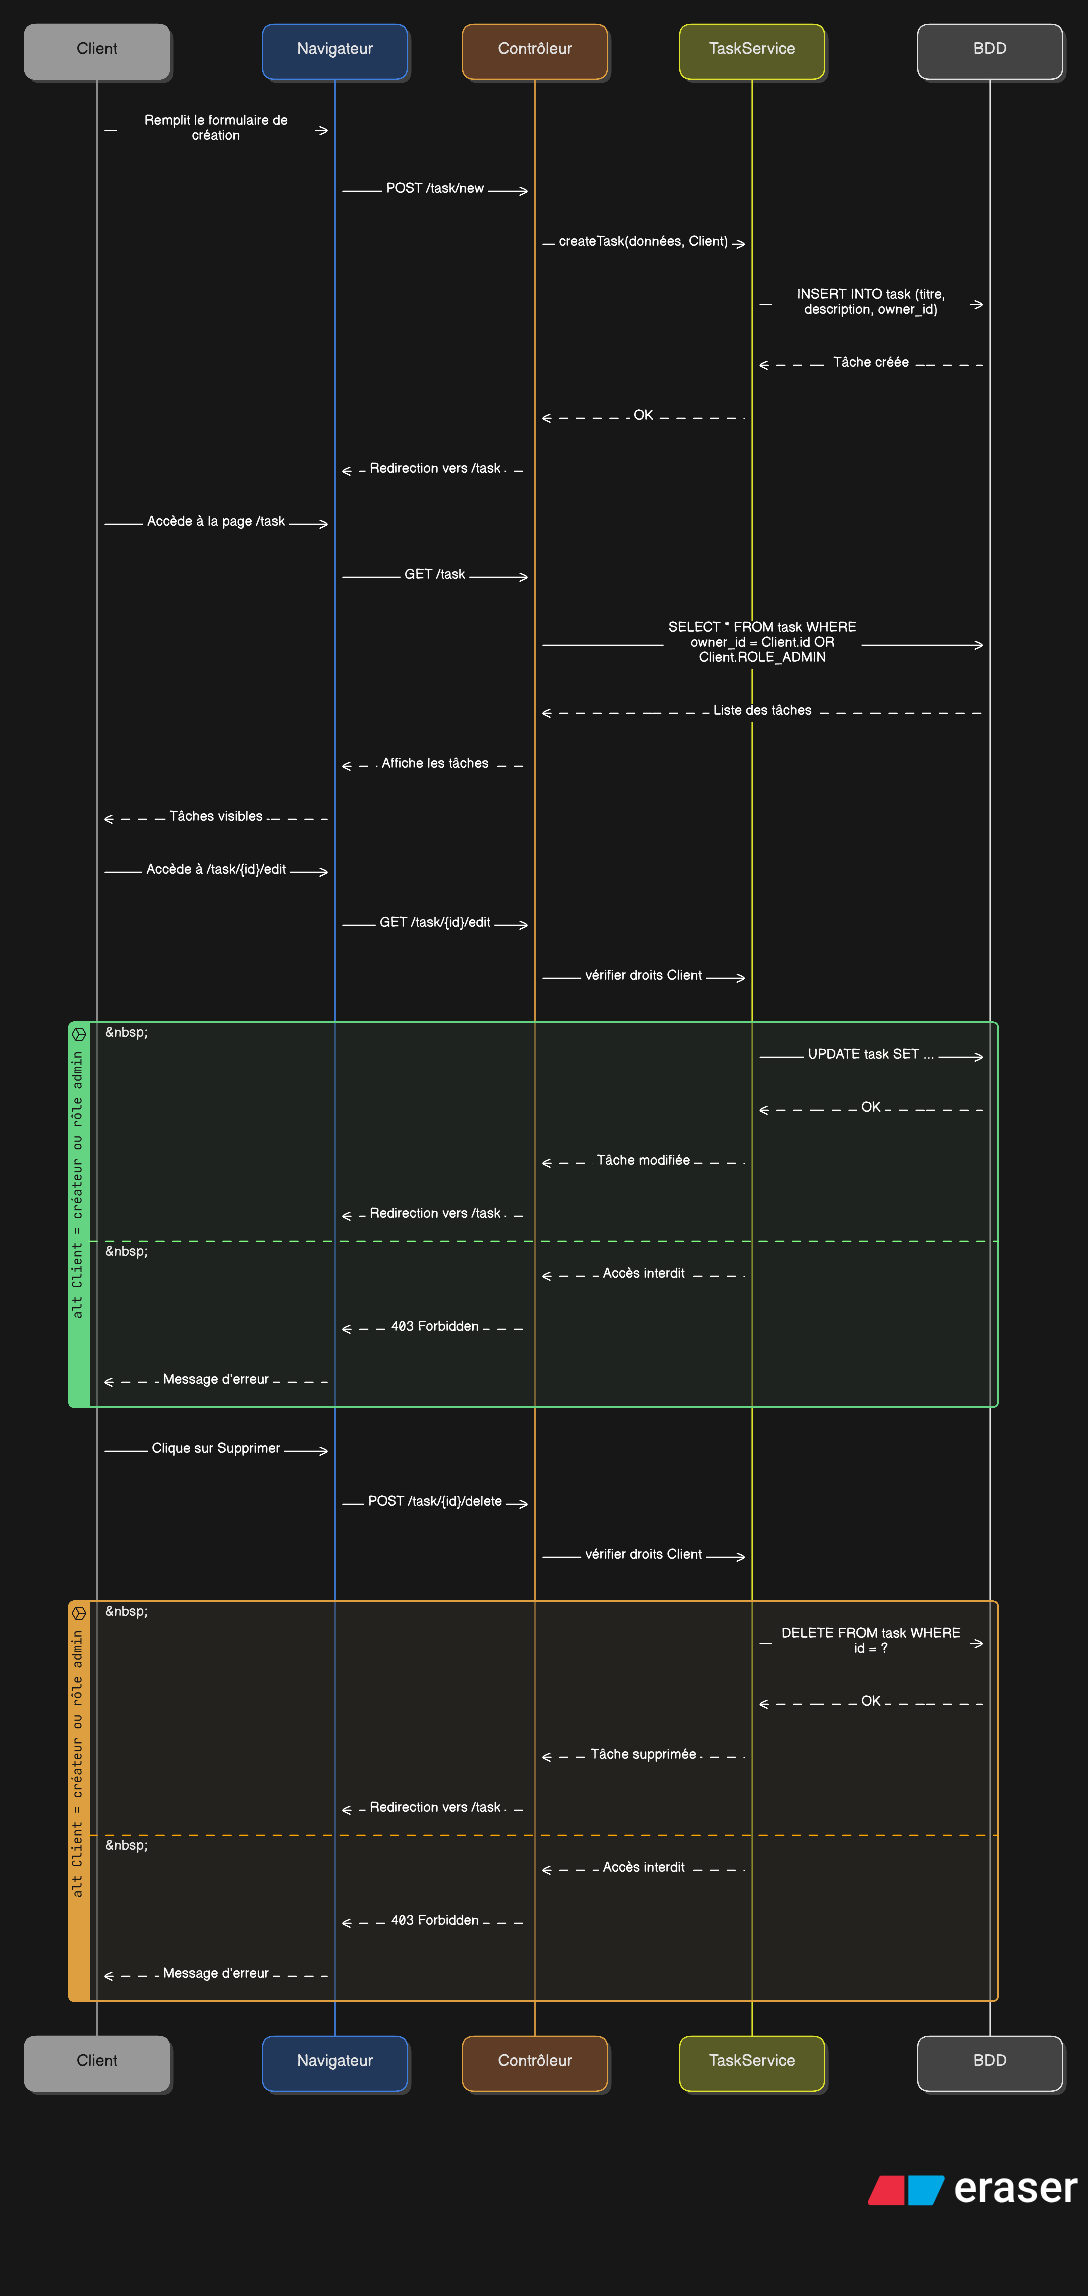 Client
Navigateur
Contrôleur
TaskService
BDD
Remplit le formulaire de
création
POST /task/new
createTask(données, Client)
INSERT INTO task (titre,
description, owner_id)
Tâche créée
OK
Redirection vers /task
Accède à la page /task
GET /task
SELECT * FROM task WHERE
owner_id = Client.id OR
Client.ROLE_ADMIN
Liste des tâches
Affiche les tâches
Tâches visibles
Accède à /task/{id}/edit
GET /task/{id}/edit
vérifier droits Client
alt Client = créateur ou rôle admin
&nbsp;
UPDATE task SET ...
OK
Tâche modifiée
Redirection vers /task
&nbsp;
Accès interdit
403 Forbidden
Message d'erreur
Clique sur Supprimer
POST /task/{id}/delete
vérifier droits Client
alt Client = créateur ou rôle admin
&nbsp;
DELETE FROM task WHERE
id = ?
OK
Tâche supprimée
Redirection vers /task
&nbsp;
Accès interdit
403 Forbidden
Message d'erreur
Client
Navigateur
Contrôleur
TaskService
BDD
eraser